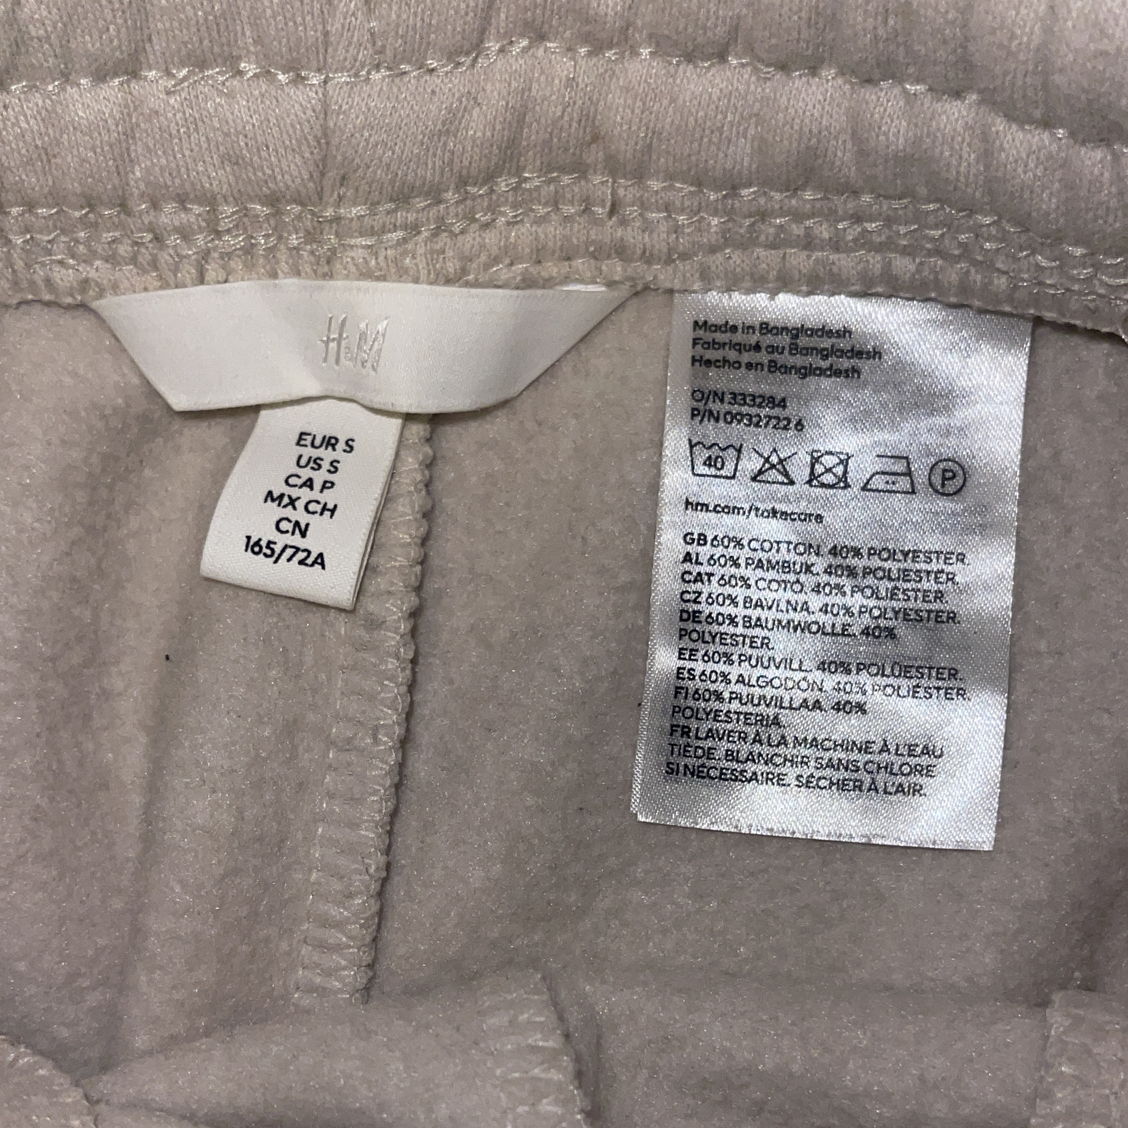 H&M
EUR S
US S
CA P
MX CH
CN
165/72A
Made in Bangladesh
Fabriqué au Bangladesh
Hecho en Bangladesh
O/N 333284
P/N 0932722 6
40
P
hm.com/takecare
GB 60% COTTON. 40% POLYESTER.
AL 60% PAMBUK. 40% POLIESTER.
CAT 60% COTÓ. 40% POLIÈSTER.
CZ 60% BAVLNA. 40% POLYESTER.
DE 60% BAUMWOLLE. 40%
POLYESTER.
EE 60% PUUVILL. 40% POLÜESTER.
ES 60% ALGODÓN. 40% POLIÉSTER.
FI 60% PUUVILLAA. 40%
POLYESTERIÄ.
FR LAVER À LA MACHINE À L'EAU
TIÈDE. BLANCHIR SANS CHLORE
SI NÉCESSAIRE. SÉCHER À L'AIR.